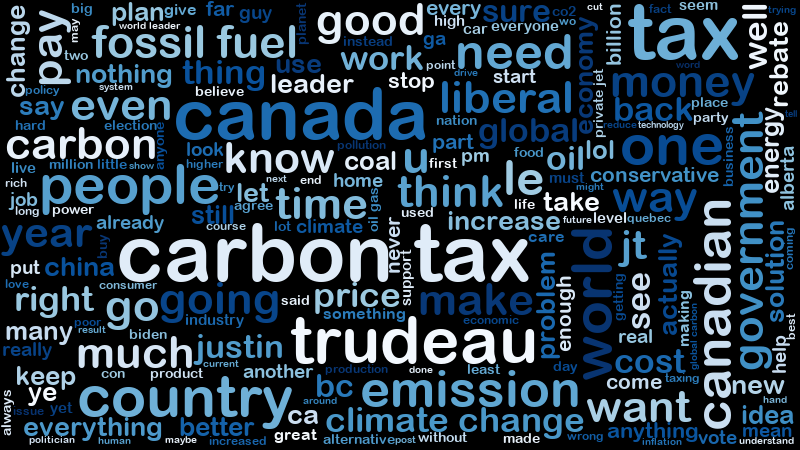 big
plan
give
far
guy
planet
good
every
sure
co2
wo
cut
fact
seem
trying
tax
well
change
pay
may
world leader
two
fossil fuel
high
car
everyone
instead
ga
need
economy
billion
rebate
policy
system
nothing
thing
use
work
point
stop
start
drive
private jet
word
money
say
even
believe
leader
liberal
back
place
party
energy
hard
election
anyone
canada
nation
global
reduce
technology
tell
carbon
look
pollution
part
oil
lol
one
business
government
live
million
little
show
higher
know
coal
u
first
pm
food
must
conservative
alberta
rich
job
long
people
try
next
end
home
think
le
might
way
let
agree
time
oil gas
used
life
take
power
already
still
lot
climate
never
increase
future
level
quebec
course
year
buy
carbon tax
care
world
jt
actually
canadian
solution
coming
put
china
support
love
consumer
right
go
going
said
price
make
problem
enough
getting
see
making
global carbon
many
poor
result
biden
industry
something
economic
real
help
best
really
much
justin
trudeau
current
cost
keep
con
product
another
production
done
least
day
come
taxing
new
always
ye
country
bc
around
emission
want
hand
issue
yet
ca
idea
everything
better
great
climate change
anything
vote
mean
politician
human
maybe
increased
alternative
post
without
made
wrong
inflation
understand